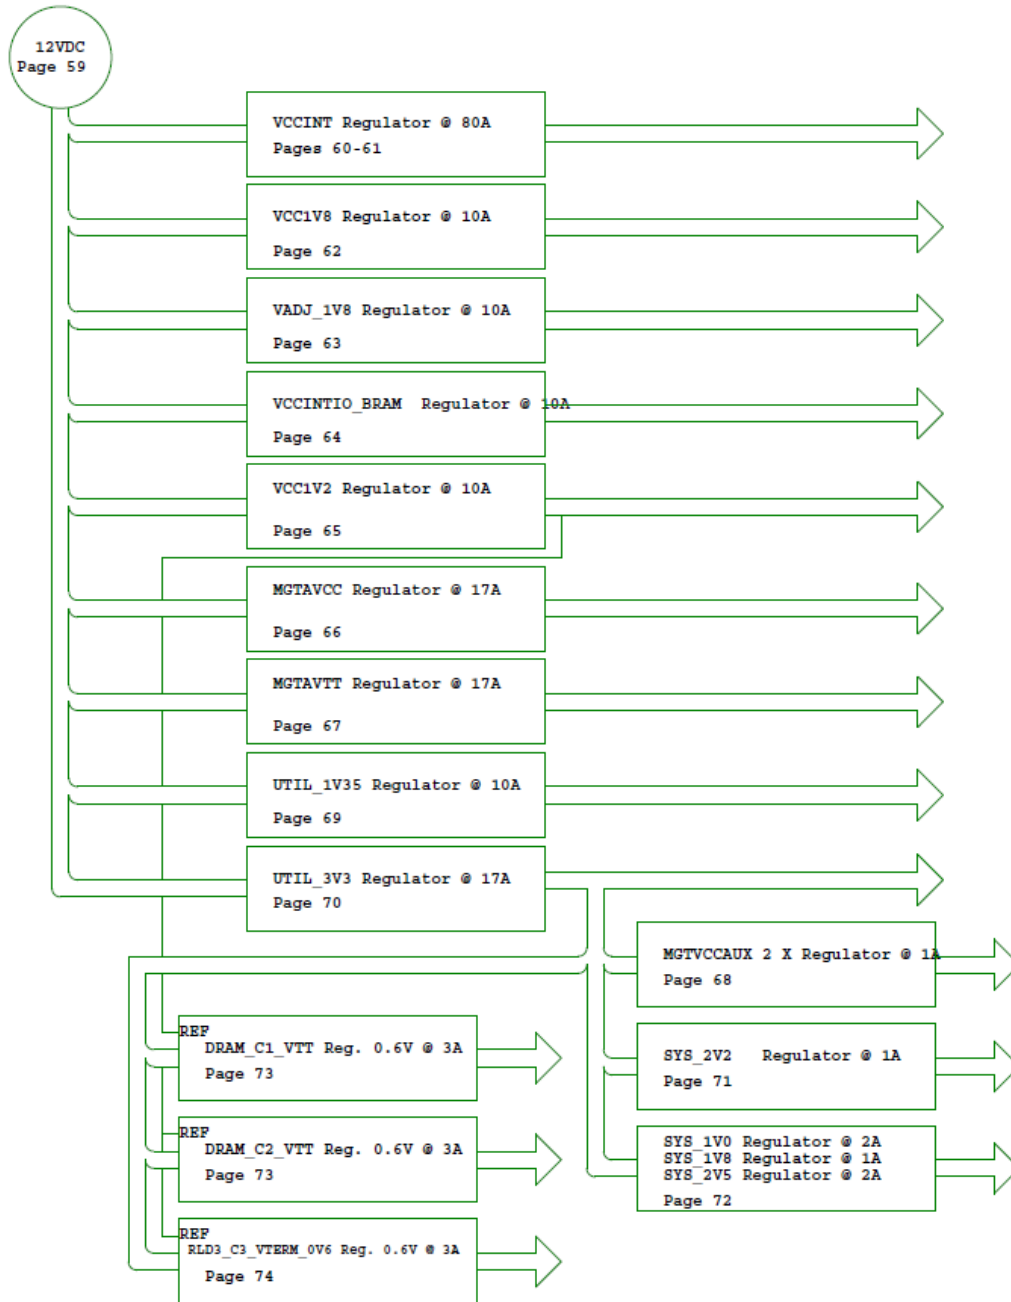 12VDC
Page 59
VCCINT Regulator @ 80A
Pages 60-61
VCC1V8 Regulator @ 10A
Page 62
VADJ_1V8 Regulator @ 10A
Page 63
VCCINTIO_BRAM Regulator @ 10A
Page 64
VCC1V2 Regulator @ 10A
Page 65
MGTAVCC Regulator @ 17A
Page 66
MGTAVTT Regulator @ 17A
Page 67
UTIL_1V35 Regulator @ 10A
Page 69
UTIL_3V3 Regulator @ 17A
Page 70
MGTVCCAUX 2 X Regulator @ 1A
Page 68
SYS_2V2 Regulator @ 1A
Page 71
SYS_1V0 Regulator @ 2A
SYS_1V8 Regulator @ 1A
SYS_2V5 Regulator @ 2A
Page 72
REF
DRAM_C1_VTT Reg. 0.6V @ 3A
Page 73
REF
DRAM_C2_VTT Reg. 0.6V @ 3A
Page 73
REF
RLD3_C3_VTERM_0V6 Reg. 0.6V @ 3A
Page 74